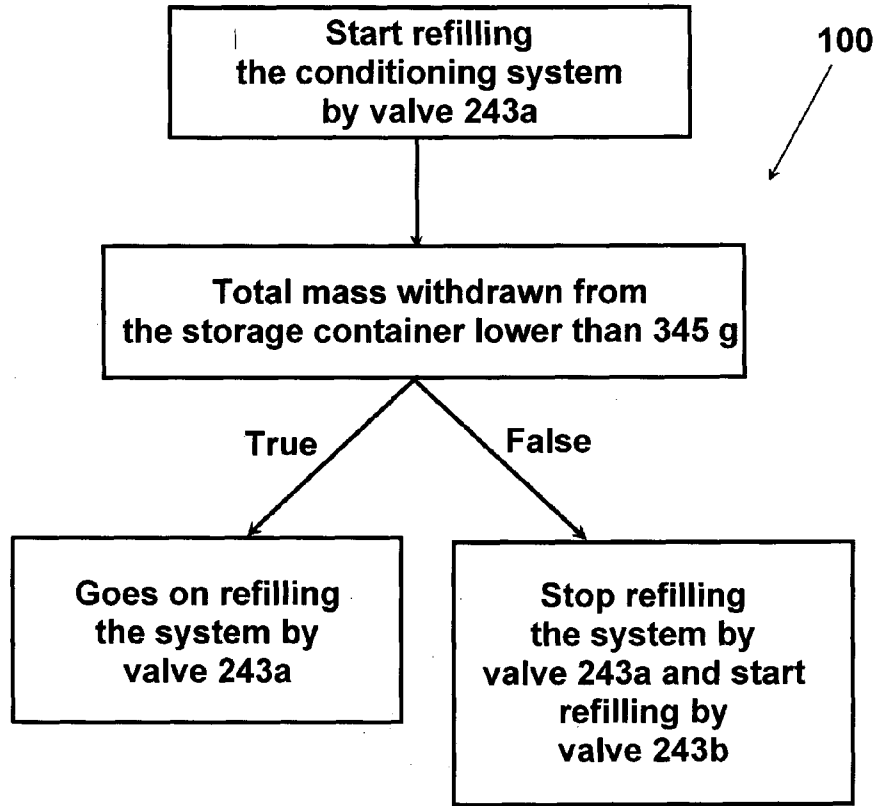 Start refilling
the conditioning system
by valve 243a
100
Total mass withdrawn from
the storage container lower than 345 g
True
False
Goes on refilling
the system by
valve 243a
Stop refilling
the system by
valve 243a and start
refilling by
valve 243b